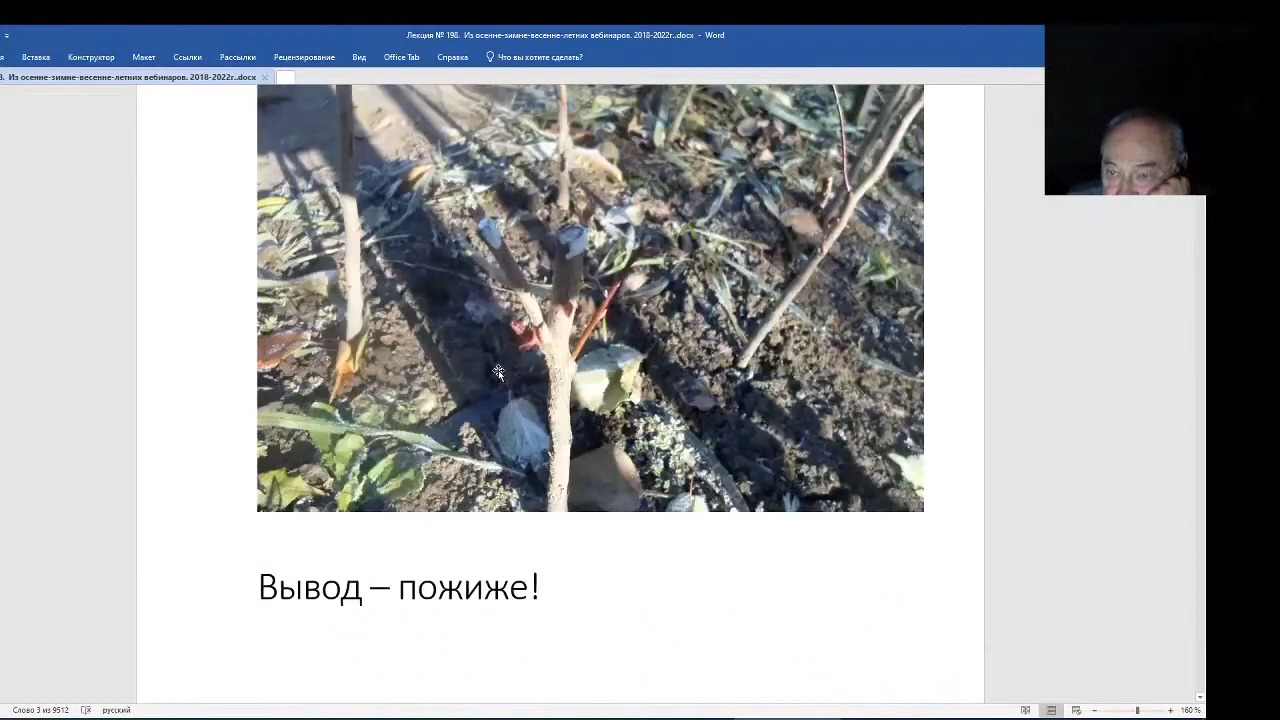 Лекция № 198. Из осенне-зимне-весенне-летних вебинаров. 2018-2022г..docx - Word
я Вставка Конструктор Макет Ссылки Рассылки Рецензирование Вид Office Tab Справка Что вы хотите сделать?
8. Из осенне-зимне-весенне-летних вебинаров. 2018-2022г..docx
Вывод – пожиже!
Слово 3 из 9512 русский 160 %